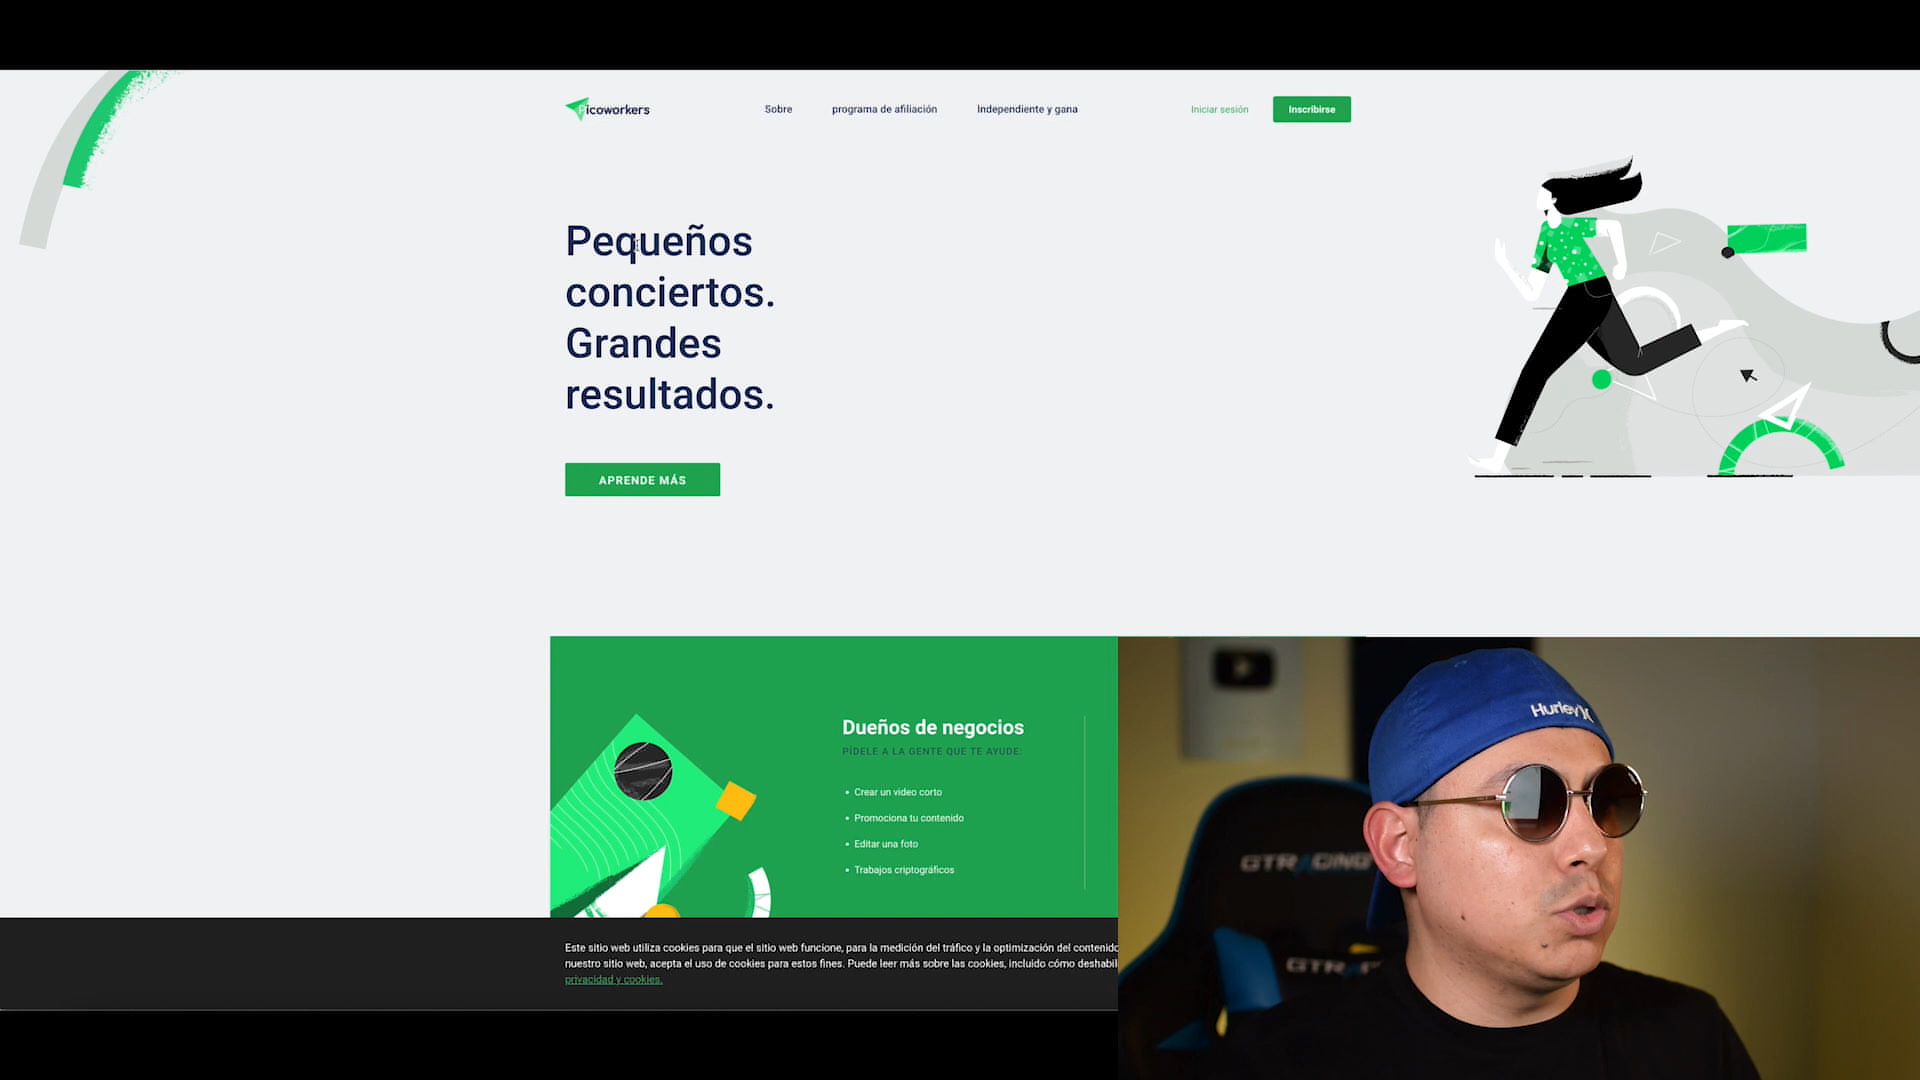 Picoworkers
Sobre
programa de afiliación
Independiente y gana
Iniciar sesión
Inscribirse
Pequeños
conciertos.
Grandes
resultados.
APRENDE MÁS
Dueños de negocios
PÍDELE A LA GENTE QUE TE AYUDE:
• Crear un video corto
• Promociona tu contenido
• Editar una foto
• Trabajos criptográficos
Este sitio web utiliza cookies para que el sitio web funcione, para la medición del tráfico y la optimización del contenido
nuestro sitio web, acepta el uso de cookies para estos fines. Puede leer más sobre las cookies, incluido cómo
privacidad y cookies.
Hurley
GTRACING